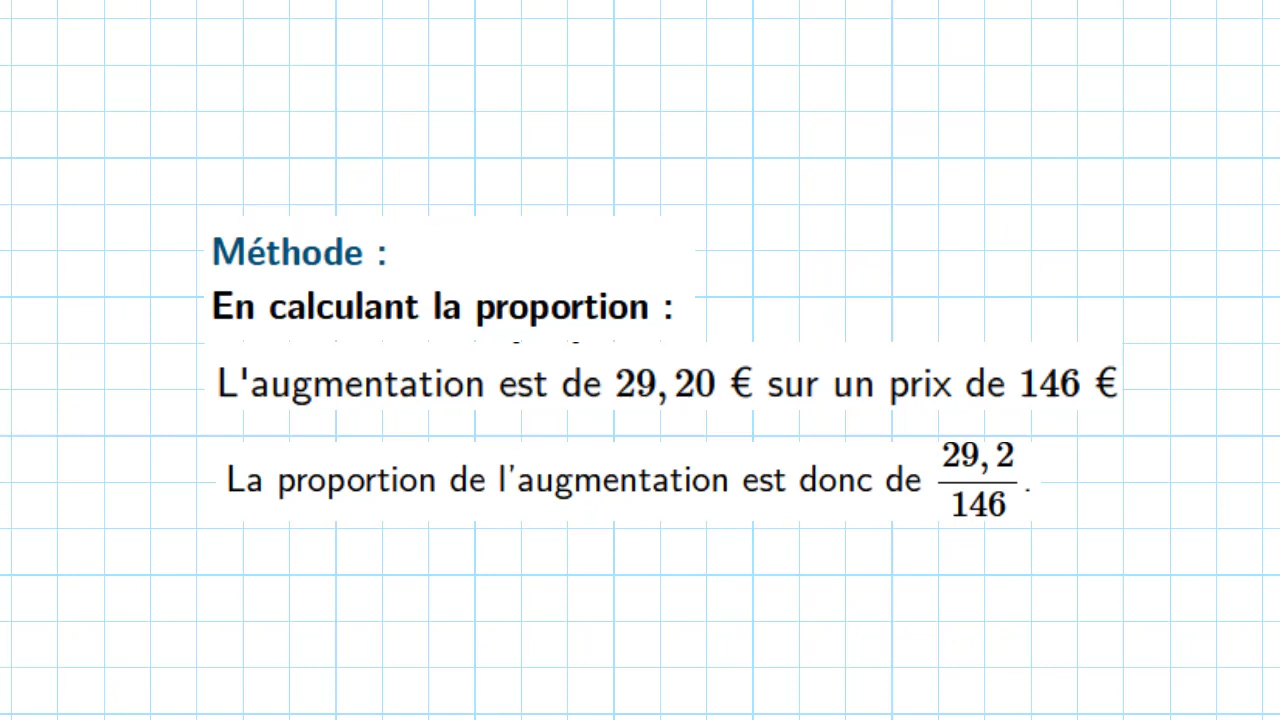 Méthode :
En calculant la proportion :
L'augmentation est de 29,20 € sur un prix de 146 €
La proportion de l'augmentation est donc de 29,2/146.